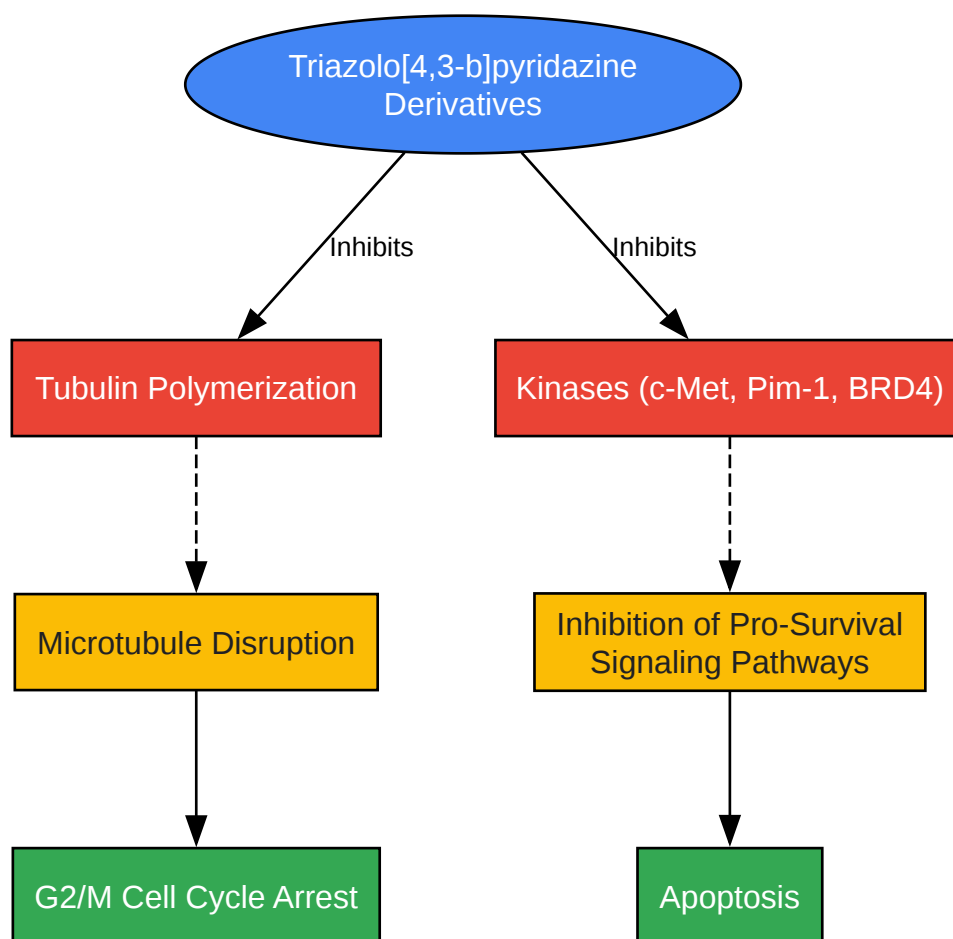 Triazolo[4,3-b]pyridazine
Derivatives
Inhibits
Inhibits
Tubulin Polymerization
Kinases (c-Met, Pim-1, BRD4)
Microtubule Disruption
Inhibition of Pro-Survival
Signaling Pathways
G2/M Cell Cycle Arrest
Apoptosis